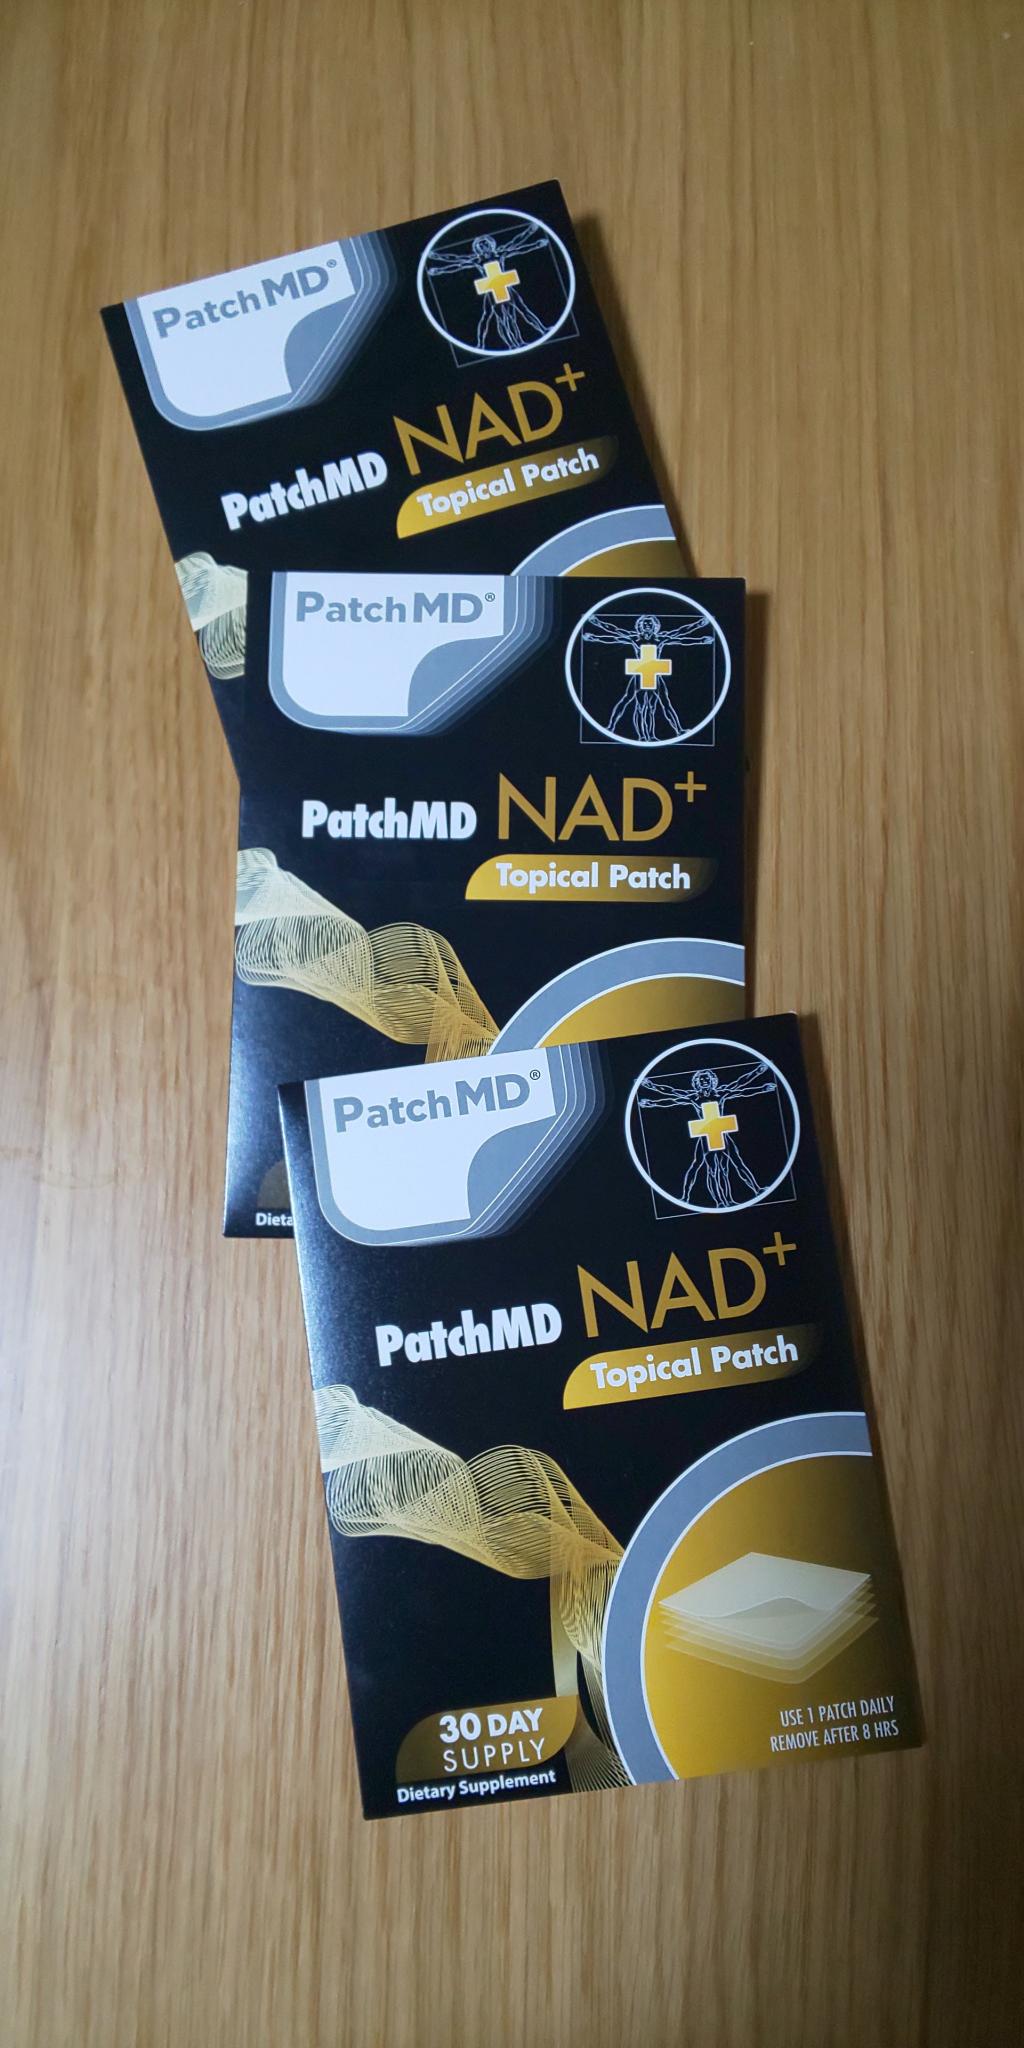 PatchMD®
PatchMD NAD+
Topical Patch
PatchMD®
PatchMD NAD+
Topical Patch
PatchMD®
PatchMD NAD+
Topical Patch
30 DAY
SUPPLY
Dietary Supplement
USE 1 PATCH DAILY
REMOVE AFTER 8 HRS